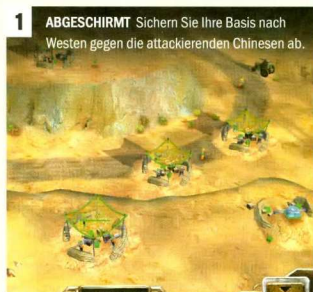 1 ABGESCHIRMT Sichern Sie Ihre Basis nach
Westen gegen die attackierenden Chinesen ab.